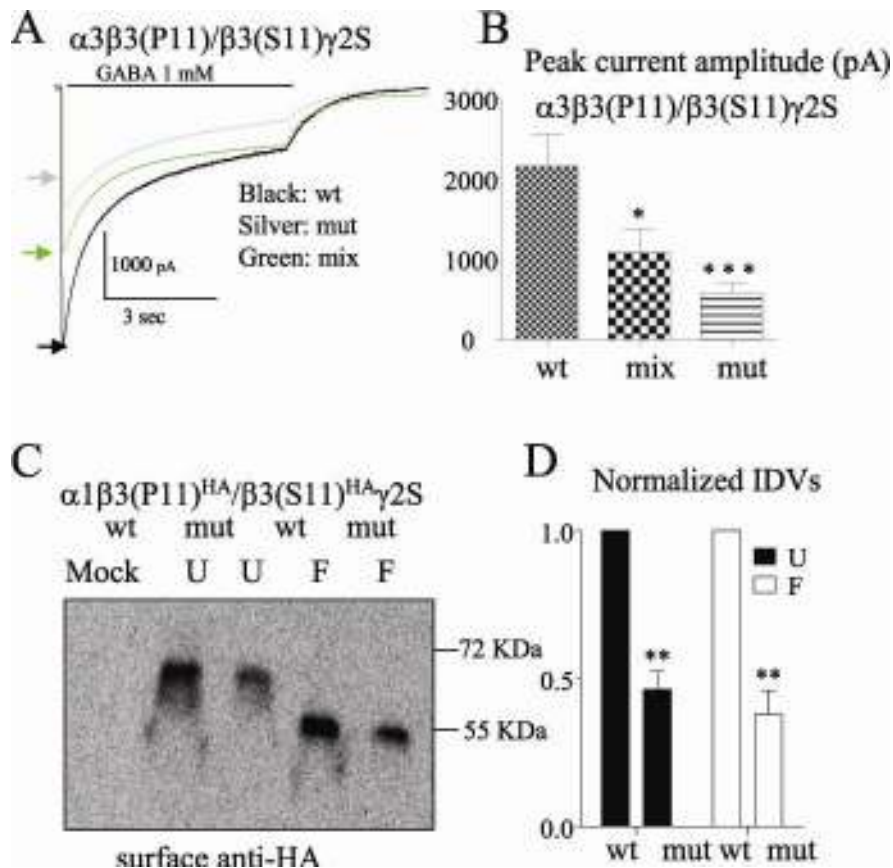 A
α3β3(P11)/β3(S11)γ2S
GABA 1 mM
Black: wt
Silver: mut
Green: mix
1000 pA
3 sec
B
Peak current amplitude (pA)
α3β3(P11)/β3(S11)γ2S
3000
2000
1000
0
*
***
wt mix mut
C
α1β3(P11)HA/β3(S11)HAγ2S
wt mut wt mut
Mock U U F F
72 KDa
55 KDa
surface anti-HA
D
Normalized IDVs
1.0
0.5
0.0
U
F
**
**
wt mut wt mut